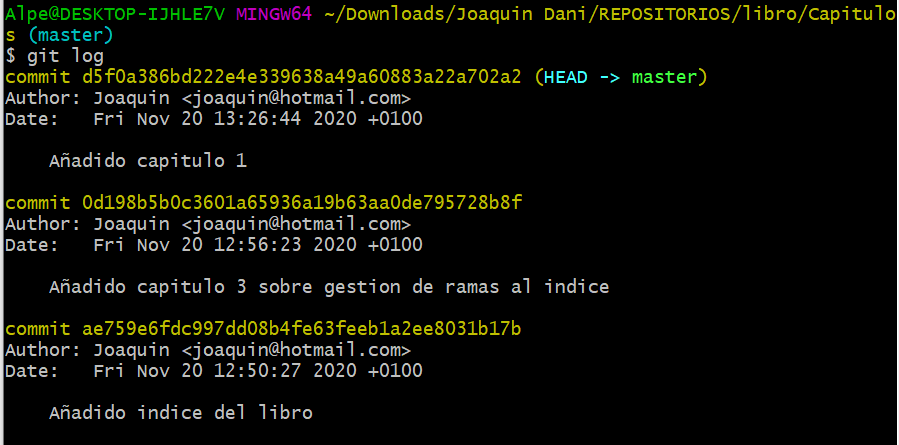 Alpe@DESKTOP-IJHLE7V MINGW64 ~/Downloads/Joaquin Dani/REPOSITORIOS/libro/Capitulo
s (master)
$ git log
commit d5f0a386bd222e4e339638a49a60883a22a702a2 (HEAD -> master)
Author: Joaquin <joaquin@hotmail.com>
Date:   Fri Nov 20 13:26:44 2020 +0100
    Añadido capitulo 1
commit 0d198b5b0c3601a65936a19b63aa0de795728b8f
Author: Joaquin <joaquin@hotmail.com>
Date:   Fri Nov 20 12:56:23 2020 +0100
    Añadido capitulo 3 sobre gestion de ramas al indice
commit ae759e6fdc997dd08b4fe63feeb1a2ee8031b17b
Author: Joaquin <joaquin@hotmail.com>
Date:   Fri Nov 20 12:50:27 2020 +0100
    Añadido indice del libro